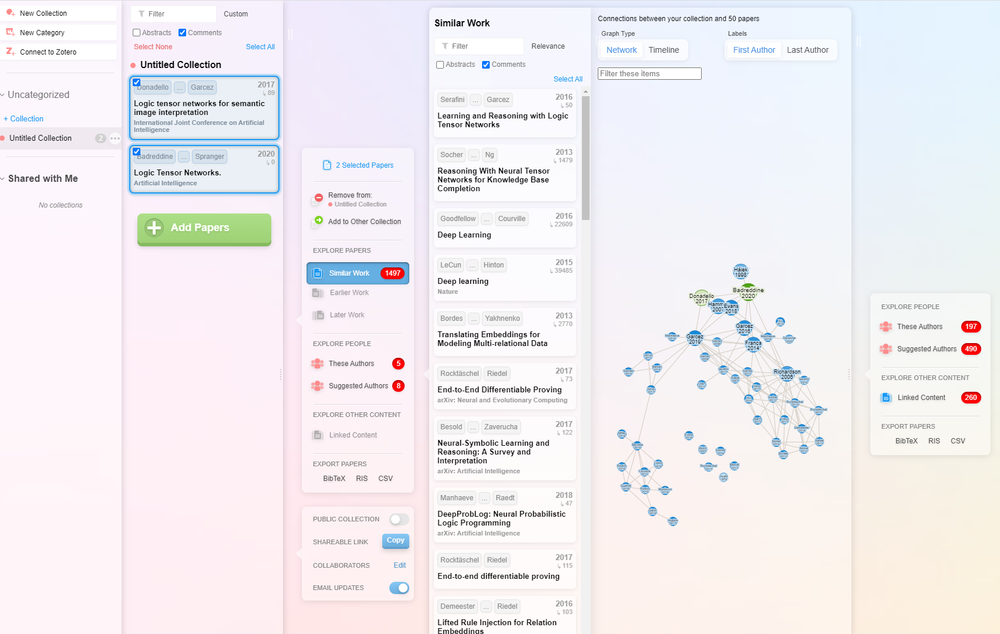 New Collection
New Category
Connect to Zotero
Uncategorized
+ Collection
Untitled Collection
2
Shared with Me
No collections
Filter
Custom
Abstracts
Comments
Select None
Select All
Untitled Collection
Donadello
...
Garcez
2017
89
Logic tensor networks for semantic
image interpretation
International Joint Conference on Artificial
Intelligence
Badreddine
...
Spranger
2020
0
Logic Tensor Networks.
Artificial Intelligence
Add Papers
2 Selected Papers
Remove from:
Untitled Collection
Add to Other Collection
EXPLORE PAPERS
Similar Work
1497
Earlier Work
Later Work
EXPLORE PEOPLE
These Authors
5
Suggested Authors
8
EXPLORE OTHER CONTENT
Linked Content
EXPORT PAPERS
BibTeX RIS CSV
PUBLIC COLLECTION
SHAREABLE LINK
Copy
COLLABORATORS
Edit
EMAIL UPDATES
Similar Work
Filter
Relevance
Abstracts
Comments
Select All
Serafini
...
Garcez
2016
50
Learning and Reasoning with Logic
Tensor Networks
Socher
...
Ng
2013
1479
Reasoning With Neural Tensor
Networks for Knowledge Base
Completion
Goodfellow
...
Courville
2016
22609
Deep Learning
LeCun
...
Hinton
2015
39485
Deep learning
Nature
Bordes
...
Yakhnenko
2013
2770
Translating Embeddings for
Modeling Multi-relational Data
Rocktäschel
Riedel
2017
73
End-to-End Differentiable Proving
arXiv: Neural and Evolutionary Computing
Besold
...
Zaverucha
2017
122
Neural-Symbolic Learning and
Reasoning: A Survey and
Interpretation
arXiv: Artificial Intelligence
Manhaeve
...
Raedt
2018
47
DeepProbLog: Neural Probabilistic
Logic Programming
arXiv: Artificial Intelligence
Rocktäschel
Riedel
2017
115
End-to-end differentiable proving
Demeester
...
Riedel
2016
103
Lifted Rule Injection for Relation
Embeddings
Connections between your collection and 50 papers
Graph Type
Network
Timeline
Labels
First Author
Last Author
Filter these items
Hájek
1998
Badreddine
2020
Donadello
2017
Hamm
2007
Evans
2018
Garcez
2016
Garcez
2019
França
2014
Richardson
2006
EXPLORE PEOPLE
These Authors
197
Suggested Authors
490
EXPLORE OTHER CONTENT
Linked Content
260
EXPORT PAPERS
BibTeX RIS CSV